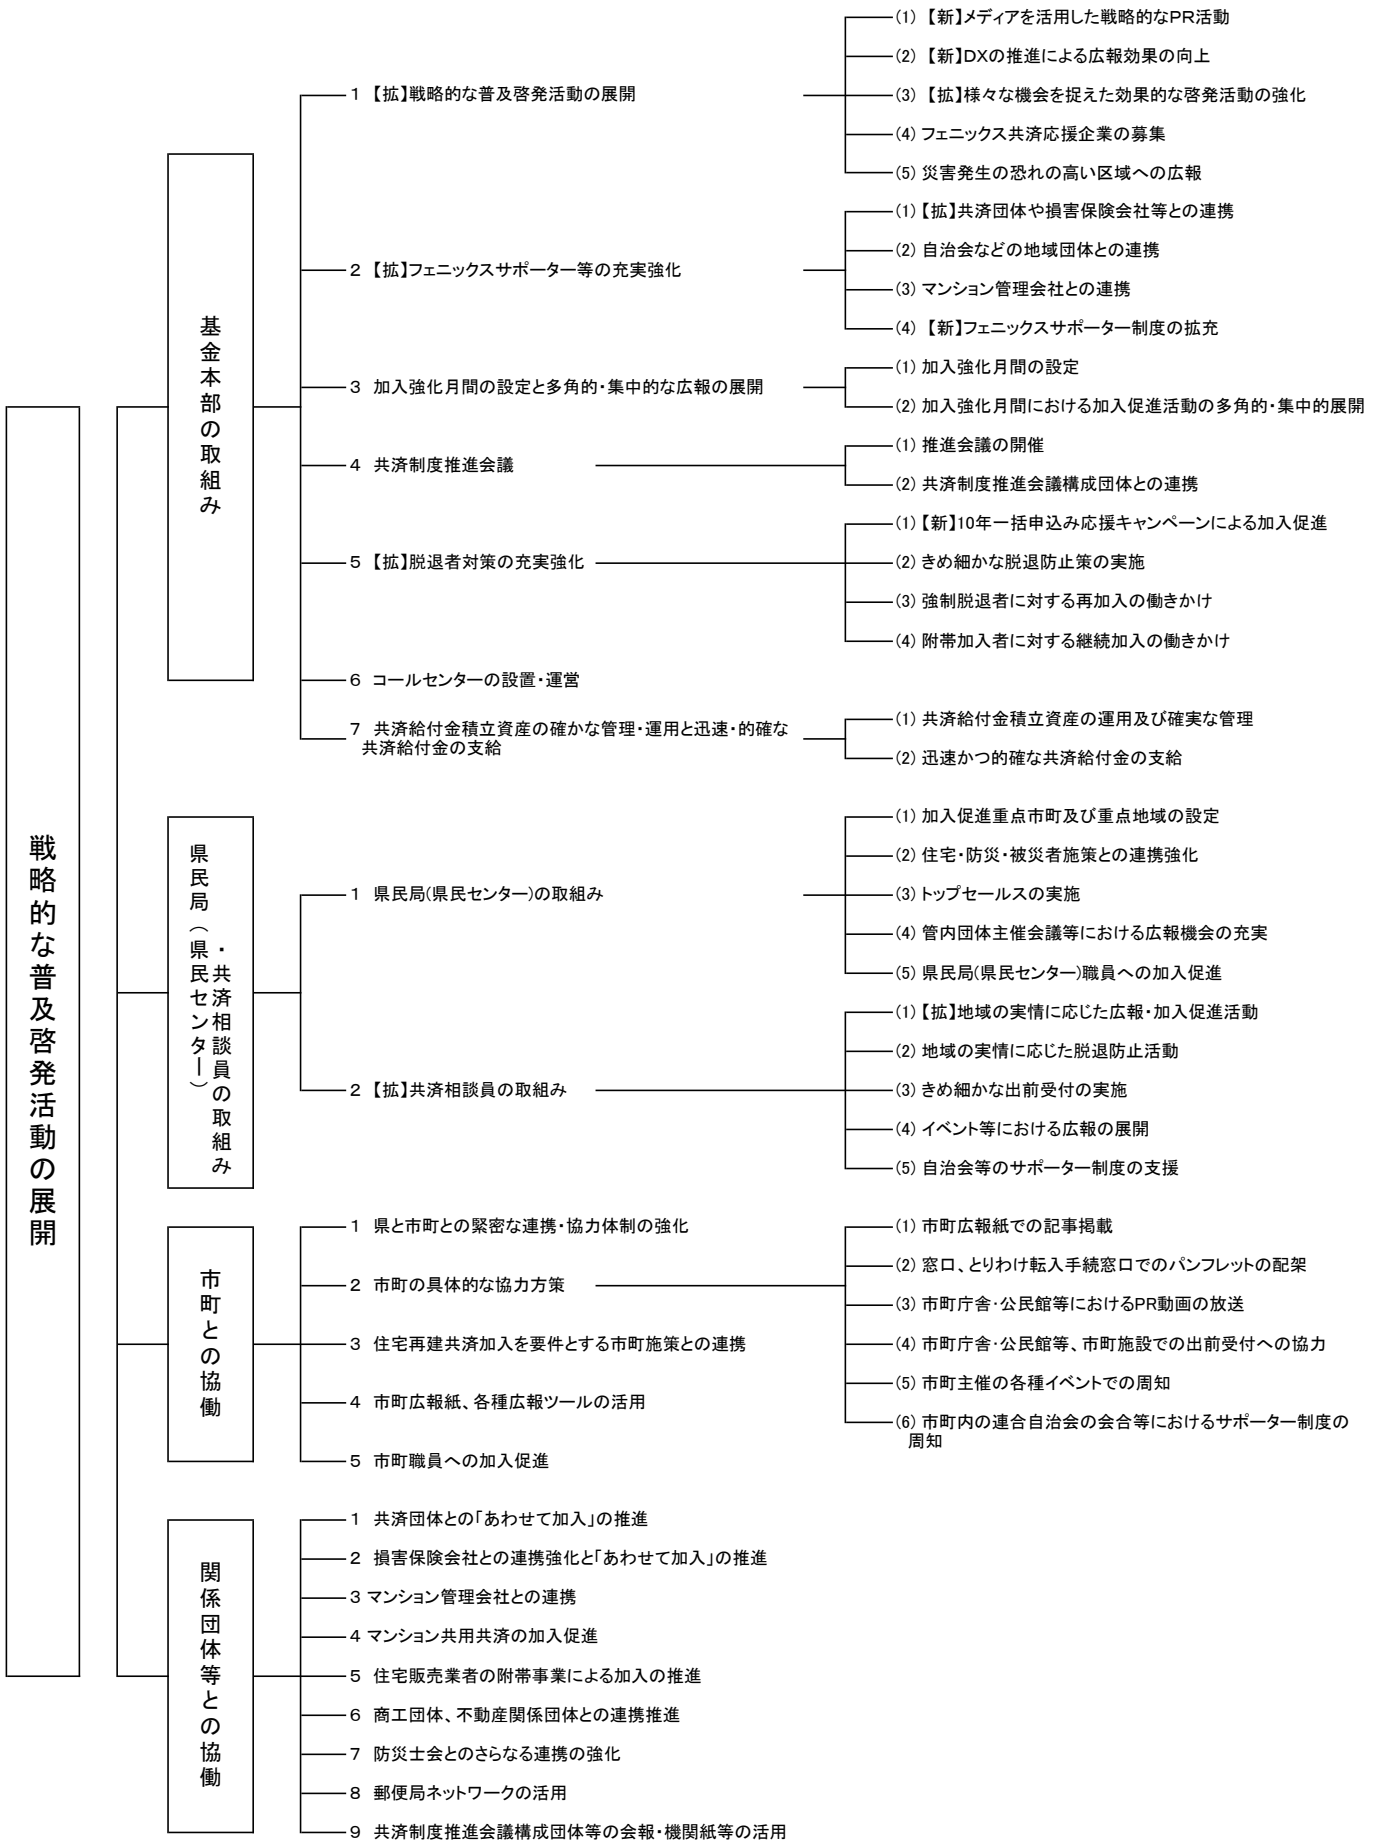 戦略的な普及啓発活動の展開
基金本部の取組み
1 【拡】戦略的な普及啓発活動の展開
(1) 【新】メディアを活用した戦略的なPR活動
(2) 【新】DXの推進による広報効果の向上
(3) 【拡】様々な機会を捉えた効果的な啓発活動の強化
(4) フェニックス共済応援企業の募集
(5) 災害発生の恐れの高い区域への広報
2 【拡】フェニックスサポーター等の充実強化
(1) 【拡】共済団体や損害保険会社等との連携
(2) 自治会などの地域団体との連携
(3) マンション管理会社との連携
(4) 【新】フェニックスサポーター制度の拡充
3 加入強化月間の設定と多角的・集中的な広報の展開
(1) 加入強化月間の設定
(2) 加入強化月間における加入促進活動の多角的・集中的展開
4 共済制度推進会議
(1) 推進会議の開催
(2) 共済制度推進会議構成団体との連携
5 【拡】脱退者対策の充実強化
(1) 【新】10年一括申込み応援キャンペーンによる加入促進
(2) きめ細かな脱退防止策の実施
(3) 強制脱退者に対する再加入の働きかけ
(4) 附帯加入者に対する継続加入の働きかけ
6 コールセンターの設置・運営
7 共済給付金積立資産の確かな管理・運用と迅速・的確な
共済給付金の支給
(1) 共済給付金積立資産の運用及び確実な管理
(2) 迅速かつ的確な共済給付金の支給
県民局（県民センター）
・共済相談員の取組み
1 県民局(県民センター)の取組み
(1) 加入促進重点市町及び重点地域の設定
(2) 住宅・防災・被災者施策との連携強化
(3) トップセールスの実施
(4) 管内団体主催会議等における広報機会の充実
(5) 県民局(県民センター)職員への加入促進
2 【拡】共済相談員の取組み
(1) 【拡】地域の実情に応じた広報・加入促進活動
(2) 地域の実情に応じた脱退防止活動
(3) きめ細かな出前受付の実施
(4) イベント等における広報の展開
(5) 自治会等のサポーター制度の支援
市町との協働
1 県と市町との緊密な連携・協力体制の強化
2 市町の具体的な協力方策
(1) 市町広報紙での記事掲載
(2) 窓口、とりわけ転入手続窓口でのパンフレットの配架
(3) 市町庁舎・公民館等におけるPR動画の放送
(4) 市町庁舎・公民館等、市町施設での出前受付への協力
(5) 市町主催の各種イベントでの周知
(6) 市町内の連合自治会の会合等におけるサポーター制度の
周知
3 住宅再建共済加入を要件とする市町施策との連携
4 市町広報紙、各種広報ツールの活用
5 市町職員への加入促進
関係団体等との協働
1 共済団体との「あわせて加入」の推進
2 損害保険会社との連携強化と「あわせて加入」の推進
3 マンション管理会社との連携
4 マンション共用共済の加入促進
5 住宅販売業者の附帯事業による加入の推進
6 商工団体、不動産関係団体との連携推進
7 防災士会とのさらなる連携の強化
8 郵便局ネットワークの活用
9 共済制度推進会議構成団体等の会報・機関紙等の活用